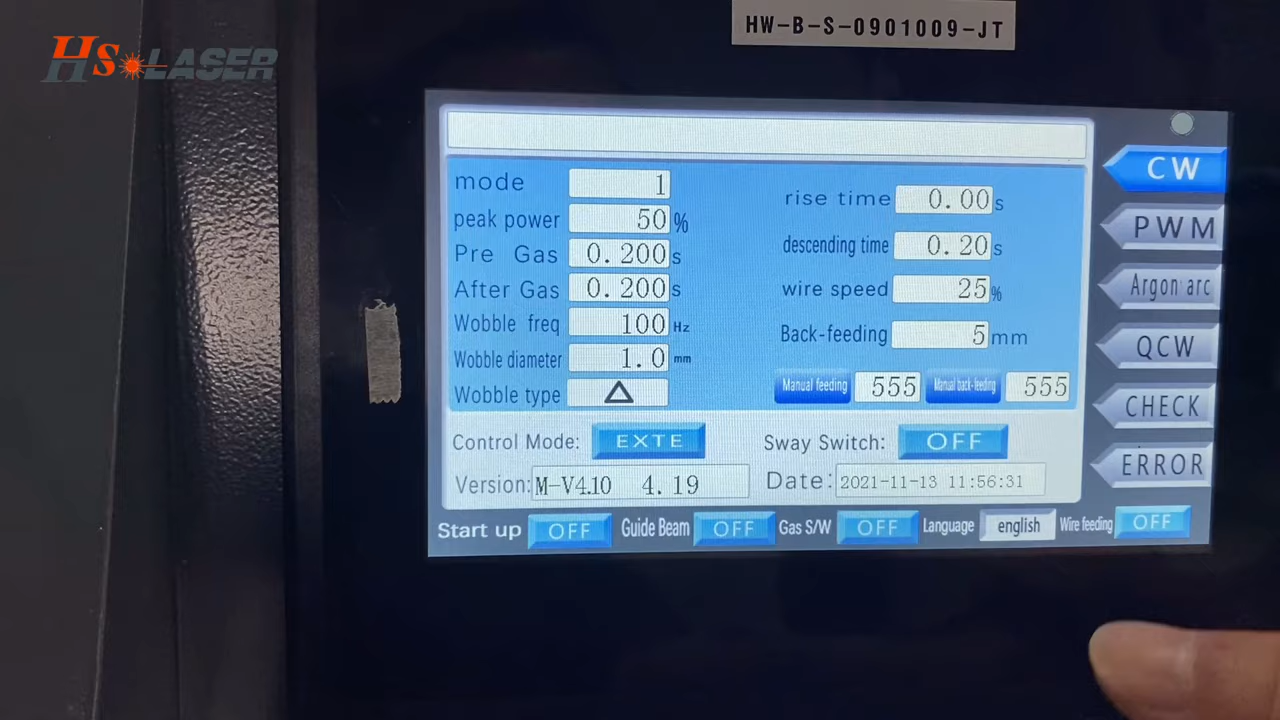 HS LASER
HW-B-S-0901009-JT
mode 1
peak power 50 %
Pre Gas 0.200 s
After Gas 0.200 s
Wobble freq 100 Hz
Wobble diameter 1.0 mm
Wobble type △
rise time 0.00 s
descending time 0.20 s
wire speed 25 %
Back-feeding 5 mm
Manual feeding 555 Manual back-feeding 555
Control Mode: EXTE Sway Switch: OFF
Version: M-V4.10 4.19 Date: 2021-11-13 11:56:31
Start up OFF Guide Beam OFF Gas S/W OFF Language english Wire feeding OFF
CW
PWM
Argon arc
QCW
CHECK
ERROR